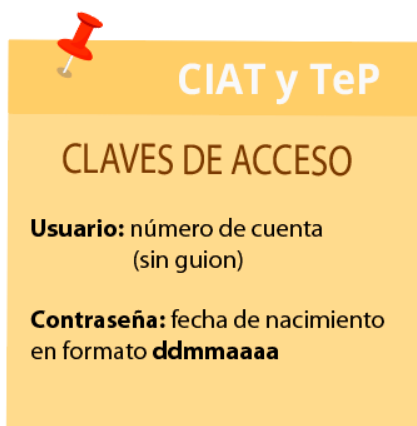 CIAT y TeP
CLAVES DE ACCESO
Usuario: número de cuenta
(sin guion)
Contraseña: fecha de nacimiento
en formato ddmmaaaa